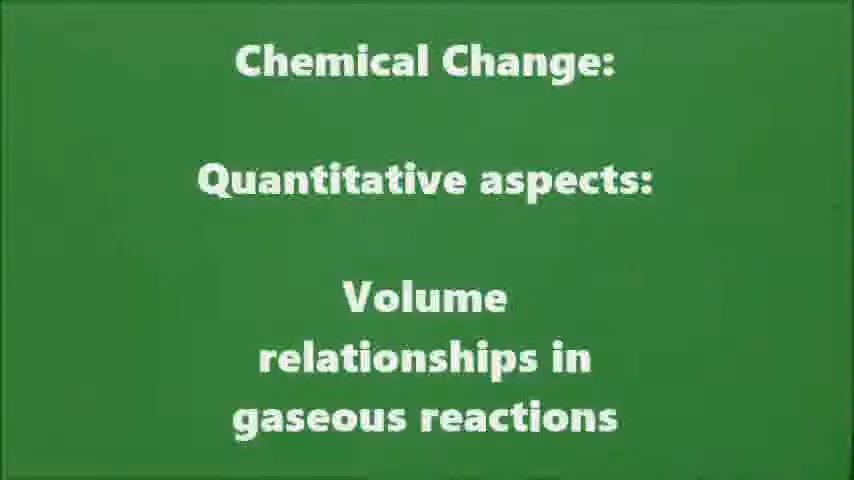 Chemical Change:
Quantitative aspects:
Volume
relationships in
gaseous reactions